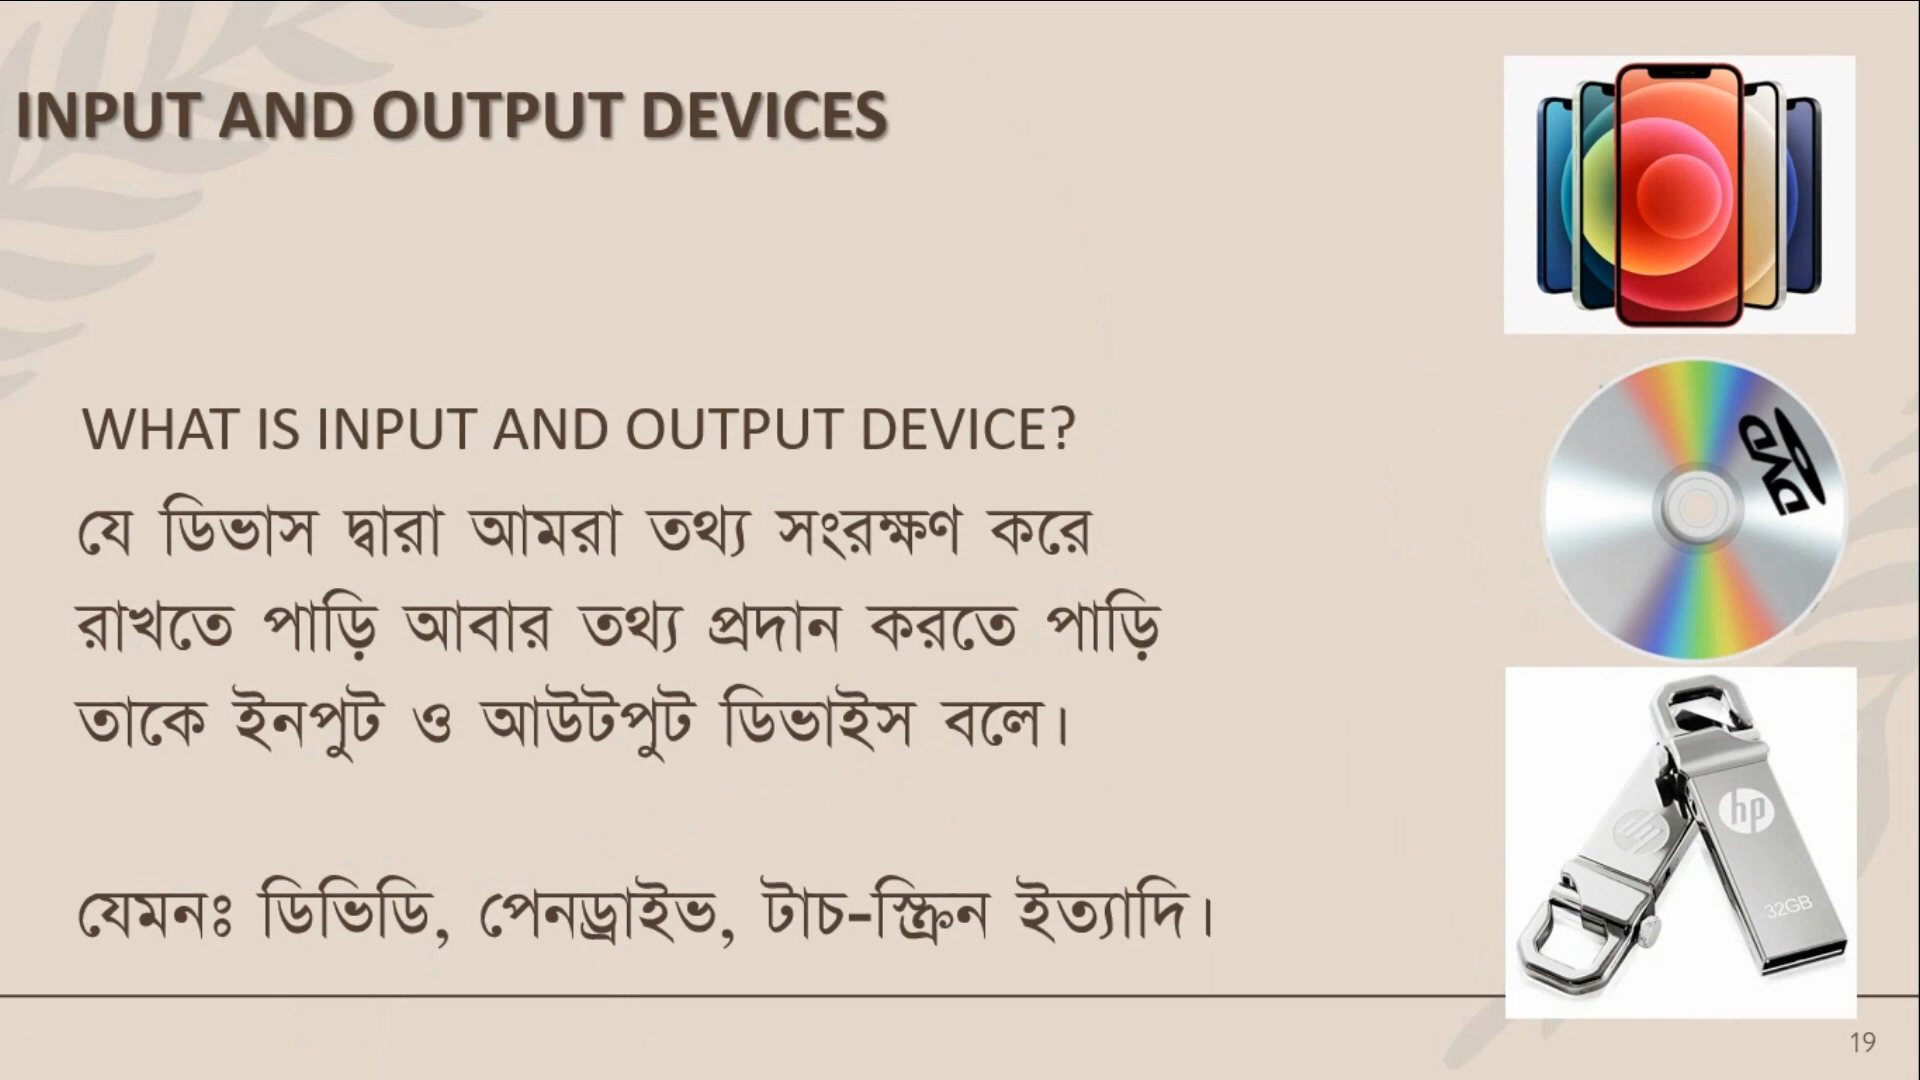 INPUT AND OUTPUT DEVICES
WHAT IS INPUT AND OUTPUT DEVICE?
যে ডিভাস দ্বারা আমরা তথ্য সংরক্ষণ করে
রাখতে পাড়ি আবার তথ্য প্রদান করতে পাড়ি
তাকে ইনপুট ও আউটপুট ডিভাইস বলে।
যেমনঃ ডিভিডি, পেনড্রাইভ, টাচ-স্ক্রিন ইত্যাদি।
DVD
hp
hp
32GB
19